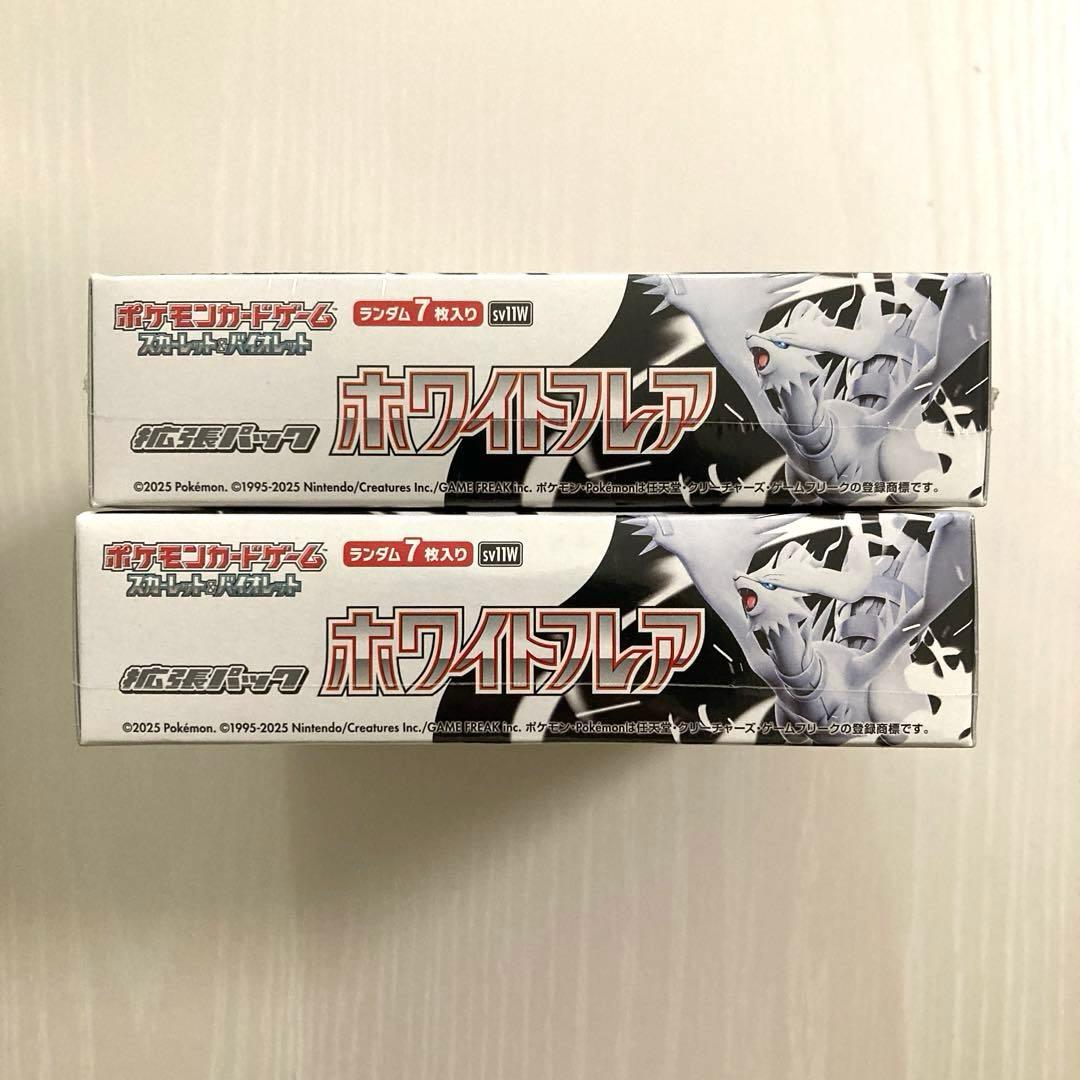 ポケモンカードゲーム
スカーレット&バイオレット
ランダム7枚入り sv11W
拡張パック ホワイトフレア
©2025 Pokémon. ©1995-2025 Nintendo/Creatures Inc./GAME FREAK inc. ポケモン・Pokémonは任天堂・クリーチャーズ・ゲームフリークの登録商標です。
ポケモンカードゲーム
スカーレット&バイオレット
ランダム7枚入り sv11W
拡張パック ホワイトフレア
©2025 Pokémon. ©1995-2025 Nintendo/Creatures Inc./GAME FREAK inc. ポケモン・Pokémonは任天堂・クリーチャーズ・ゲームフリークの登録商標です。